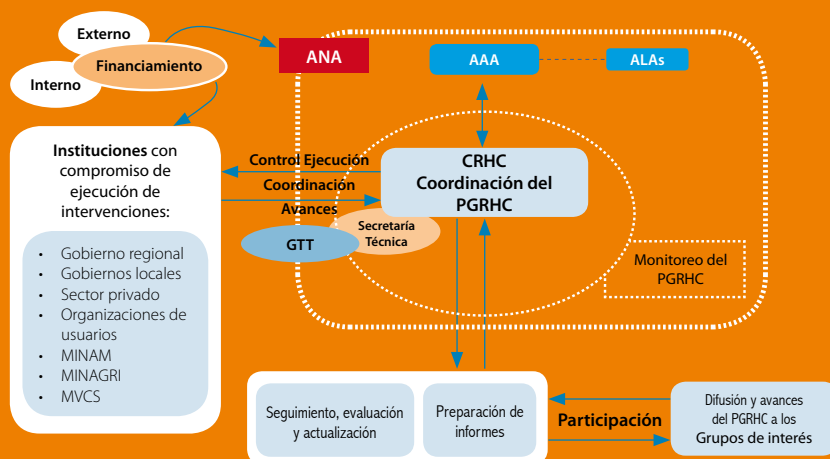 Externo
Financiamiento
Interno
ANA
AAA
ALAs
Instituciones con
compromiso de
ejecución de
intervenciones:
• Gobierno regional
• Gobiernos locales
• Sector privado
• Organizaciones de
usuarios
• MINAM
• MINAGRI
• MVCS
Control Ejecución
Coordinación
Avances
CRHC
Coordinación del
PGRHC
Secretaría
Técnica
GTT
Monitoreo del
PGRHC
Seguimiento, evaluación
y actualización
Preparación de
informes
Participación
Difusión y avances
del PGRHC a los
Grupos de interés